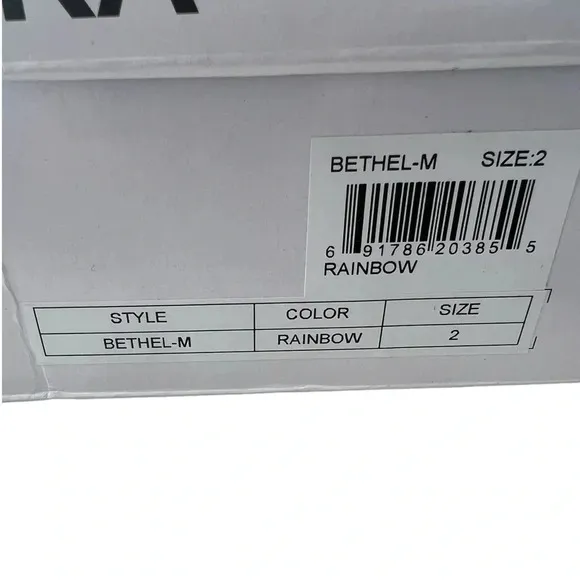 BETHEL-M SIZE:2
6 91786 20385 5
RAINBOW
STYLE COLOR SIZE
BETHEL-M RAINBOW 2